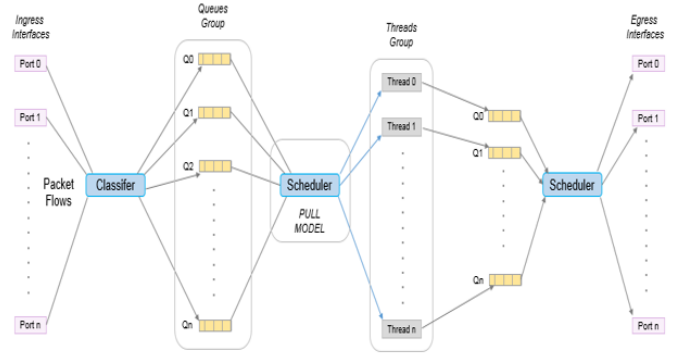 Ingress
Interfaces
Queues
Group
Threads
Group
Egress
Interfaces
Port 0
Port 1
Port n
Packet
Flows
Classifer
Q0
Q1
Q2
Qn
Scheduler
PULL
MODEL
Thread 0
Thread 1
Thread n
Q0
Q1
Qn
Scheduler
Port 0
Port 1
Port n